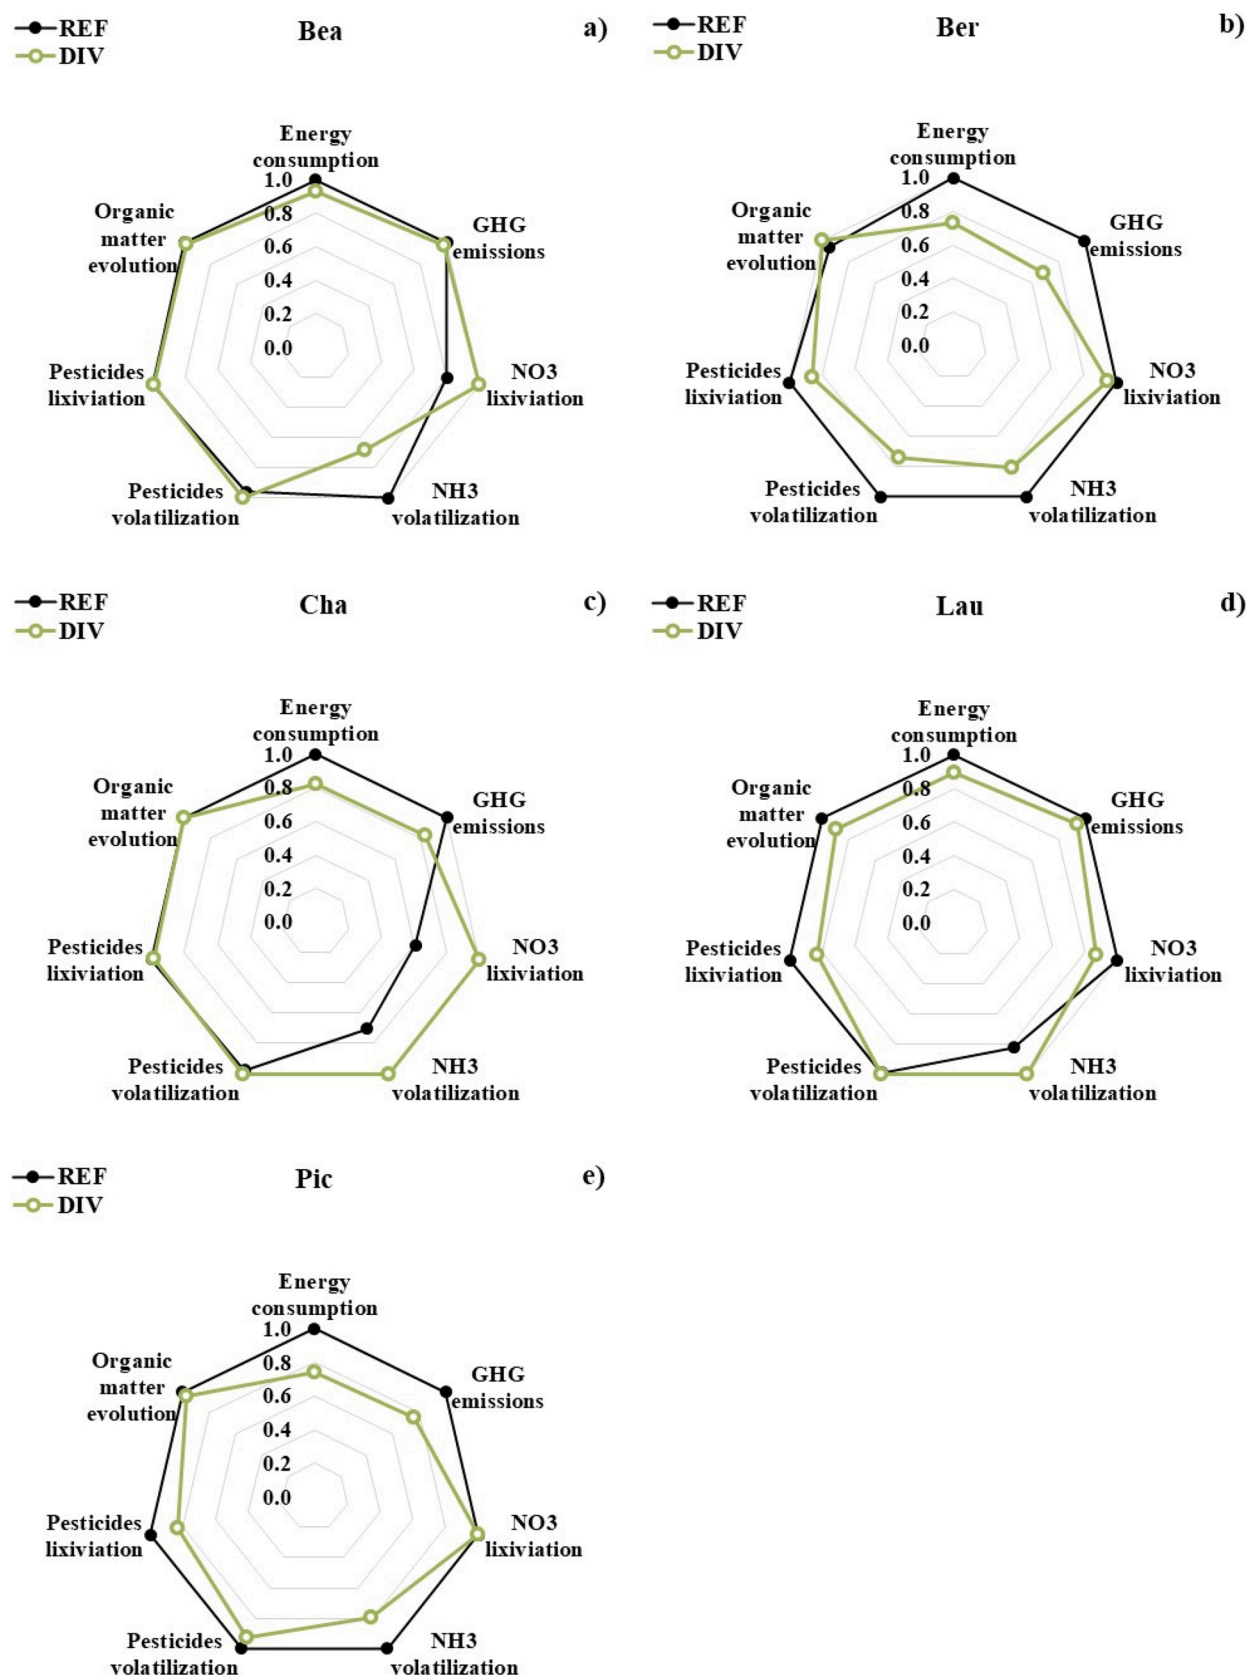 REF
DIV
Bea
a)
Energy
consumption
1.0
0.8
0.6
0.4
0.2
0.0
GHG
emissions
NO3
lixiviation
NH3
volatilization
Pesticides
volatilization
Pesticides
lixiviation
Organic
matter
evolution
REF
DIV
Ber
b)
Energy
consumption
1.0
0.8
0.6
0.4
0.2
0.0
GHG
emissions
NO3
lixiviation
NH3
volatilization
Pesticides
volatilization
Pesticides
lixiviation
Organic
matter
evolution
REF
DIV
Cha
c)
Energy
consumption
1.0
0.8
0.6
0.4
0.2
0.0
GHG
emissions
NO3
lixiviation
NH3
volatilization
Pesticides
volatilization
Pesticides
lixiviation
Organic
matter
evolution
REF
DIV
Lau
d)
Energy
consumption
1.0
0.8
0.6
0.4
0.2
0.0
GHG
emissions
NO3
lixiviation
NH3
volatilization
Pesticides
volatilization
Pesticides
lixiviation
Organic
matter
evolution
REF
DIV
Pic
e)
Energy
consumption
1.0
0.8
0.6
0.4
0.2
0.0
GHG
emissions
NO3
lixiviation
NH3
volatilization
Pesticides
volatilization
Pesticides
lixiviation
Organic
matter
evolution